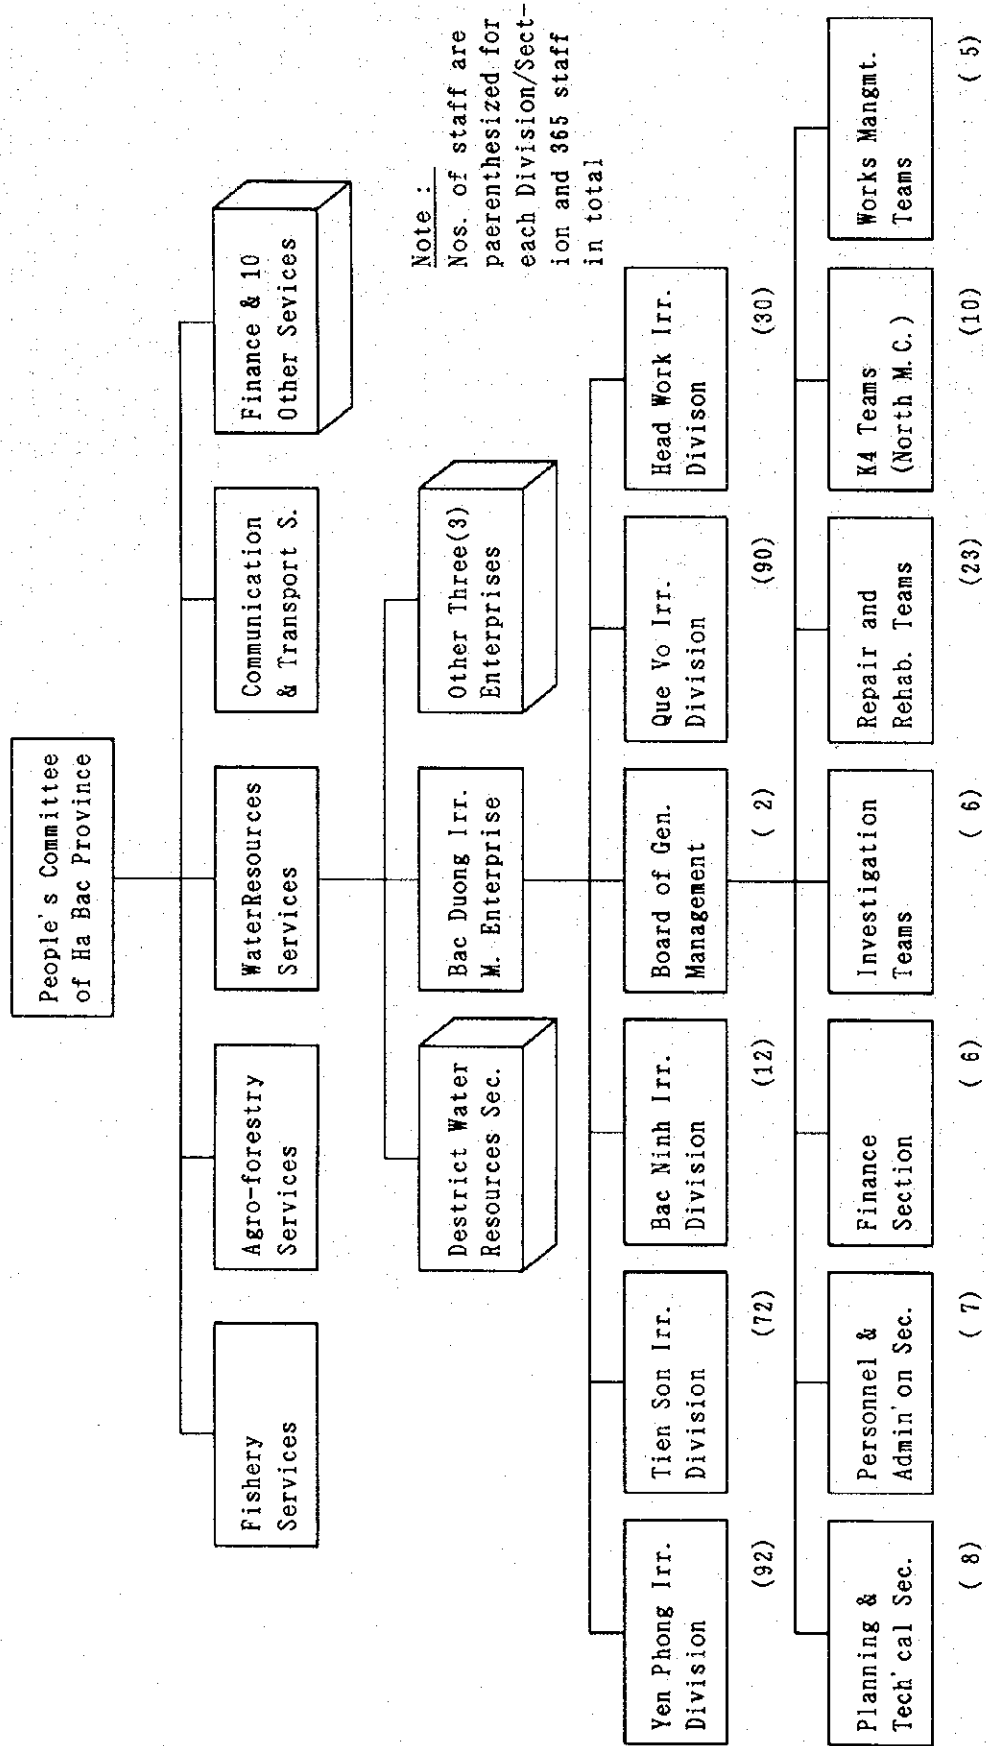 People's Committee
of Ha Bac Province
Fishery
Services
Agro-forestry
Services
WaterResources
Services
Communication
& Transport S.
Finance & 10
Other Sevices
Destrict Water
Resources Sec.
Bac Duong Irr.
M. Enterprise
Other Three(3)
Enterprises
Note :
Nos. of staff are
paerenthesized for
each Division/Sect-
ion and 365 staff
in total
Yen Phong Irr.
Division
(92)
Tien Son Irr.
Division
(72)
Bac Ninh Irr.
Division
(12)
Board of Gen.
Management
( 2)
Que Vo Irr.
Division
(90)
Head Work Irr.
Divison
(30)
Planning &
Tech'cal Sec.
( 8)
Personnel &
Admin'on Sec.
( 7)
Finance
Section
( 6)
Investigation
Teams
( 6)
Repair and
Rehab. Teams
(23)
K4 Teams
(North M.C.)
(10)
Works Mangmt.
Teams
( 5)